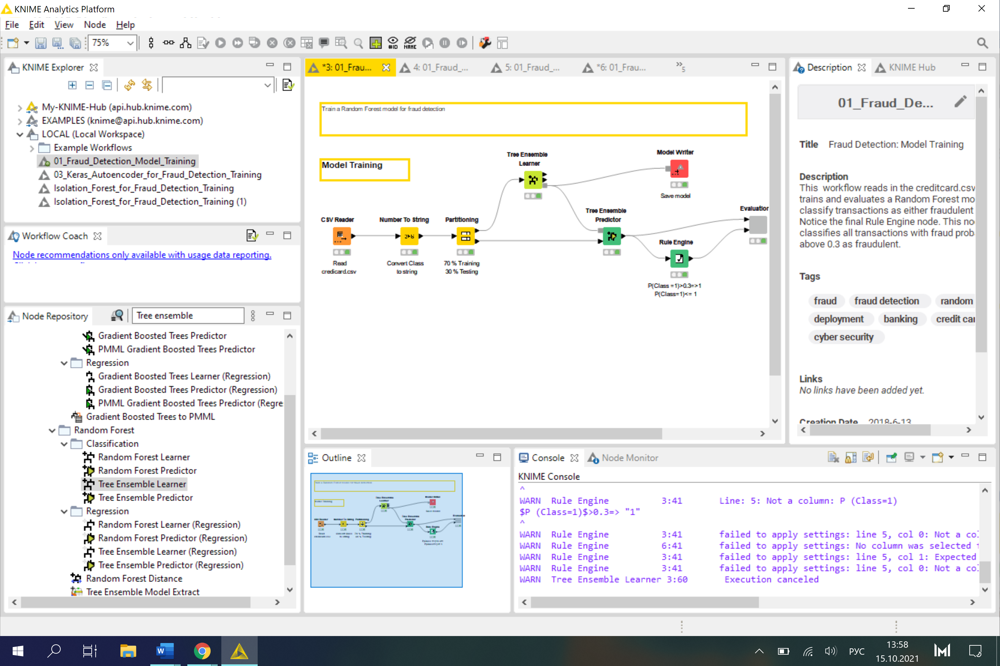 KNIME Analytics Platform
File Edit View Node Help
75%
#ID NAME
KNIME Explorer
My-KNIME-Hub (api.hub.knime.com)
EXAMPLES (knime@api.hub.knime.com)
LOCAL (Local Workspace)
Example Workflows
01_Fraud_Detection_Model_Training
03_Keras_Autoencoder_for_Fraud_Detection_Training
Isolation_Forest_for_Fraud_Detection_Training
Isolation_Forest_for_Fraud_Detection_Training (1)
Workflow Coach
Node recommendations only available with usage data reporting.
Node Repository
Tree ensemble
Gradient Boosted Trees Predictor
PMML Gradient Boosted Trees Predictor
Regression
Gradient Boosted Trees Learner (Regression)
Gradient Boosted Trees Predictor (Regression)
PMML Gradient Boosted Trees Predictor (Regre
Gradient Boosted Trees to PMML
Random Forest
Classification
Random Forest Learner
Random Forest Predictor
Tree Ensemble Learner
Tree Ensemble Predictor
Regression
Random Forest Learner (Regression)
Random Forest Predictor (Regression)
Tree Ensemble Learner (Regression)
Tree Ensemble Predictor (Regression)
Random Forest Distance
Tree Ensemble Model Extract
*3: 01_Frau...
4: 01_Fraud_...
5: 01_Fraud_...
*6: 01_Frau...
»5
Train a Random Forest model for fraud detection
Model Training
Tree Ensemble
Learner
Model Writer
Save model
CSV Reader
Read
credicard.csv
Number To String
Convert Class
to string
Partitioning
70 % Training
30 % Testing
Tree Ensemble
Predictor
Rule Engine
P(Class =1)>0.3=>1
P(Class=1)<= 1
Evaluation
Outline
Description
KNIME Hub
01_Fraud_De...
Title Fraud Detection: Model Training
Description
This workflow reads in the creditcard.csv
trains and evaluates a Random Forest mo
classify transactions as either fraudulent
Notice the final Rule Engine node. This no
classifies all transactions with fraud prob
above 0.3 as fraudulent.
Tags
fraud
fraud detection
random
deployment
banking
credit car
cyber security
Links
No links have been added yet.
Creation Date 2018-6-13
Console
Node Monitor
KNIME Console
^
WARN Rule Engine 3:41 Line: 5: Not a column: P (Class=1)
$P (Class=1)$>0.3=> "1"
^
WARN Rule Engine 3:41 failed to apply settings: line 5, col 0: Not a col
WARN Rule Engine 6:41 failed to apply settings: No column was selected
WARN Rule Engine 3:41 failed to apply settings: line 5, col 1: Expected
WARN Rule Engine 3:41 failed to apply settings: line 5, col 0: Not a col
WARN Tree Ensemble Learner 3:60 Execution canceled
РУС
13:58
15.10.2021